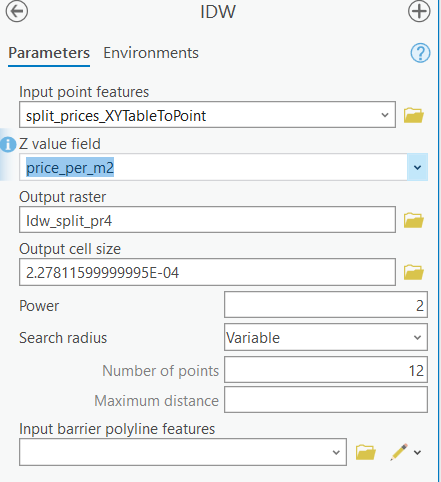 IDW
Parameters Environments
Input point features
split_prices_XYTableToPoint
Z value field
price_per_m2
Output raster
Idw_split_pr4
Output cell size
2.27811599999995E-04
Power 2
Search radius Variable
Number of points 12
Maximum distance
Input barrier polyline features